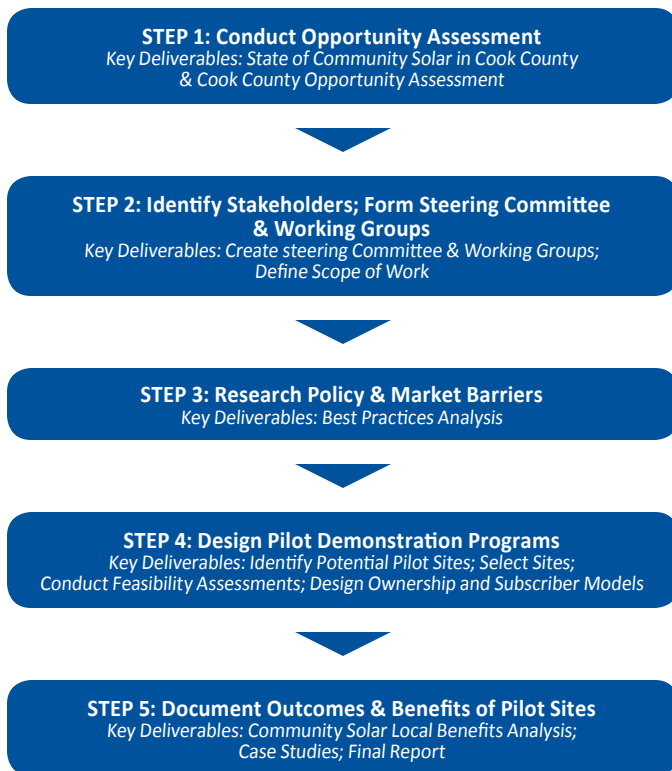 STEP 1: Conduct Opportunity Assessment
Key Deliverables: State of Community Solar in Cook County
& Cook County Opportunity Assessment
STEP 2: Identify Stakeholders; Form Steering Committee
& Working Groups
Key Deliverables: Create steering Committee & Working Groups;
Define Scope of Work
STEP 3: Research Policy & Market Barriers
Key Deliverables: Best Practices Analysis
STEP 4: Design Pilot Demonstration Programs
Key Deliverables: Identify Potential Pilot Sites; Select Sites;
Conduct Feasibility Assessments; Design Ownership and Subscriber Models
STEP 5: Document Outcomes & Benefits of Pilot Sites
Key Deliverables: Community Solar Local Benefits Analysis;
Case Studies; Final Report